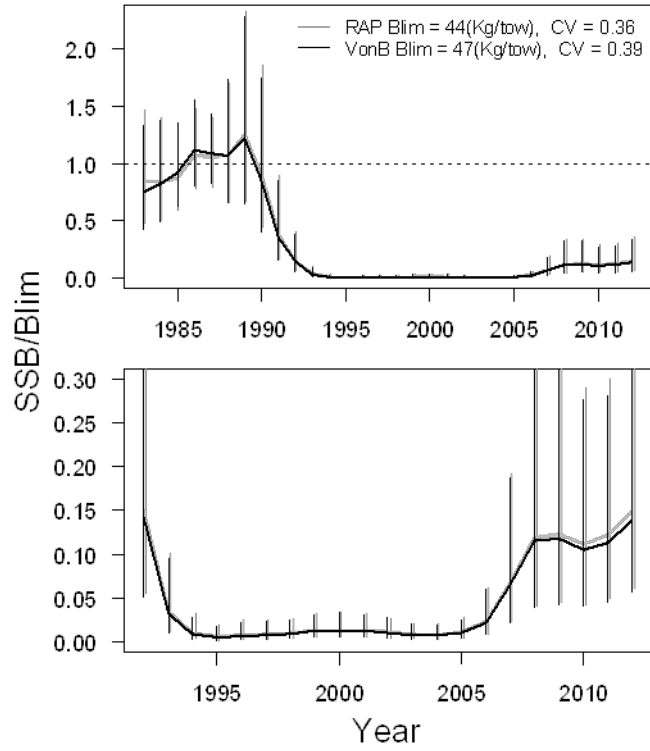 RAP Blim = 44(Kg/tow), CV = 0.36
VonB Blim = 47(Kg/tow), CV = 0.39
2.0
1.5
1.0
0.5
0.0
1985 1990 1995 2000 2005 2010
SSB/Blim
0.30
0.25
0.20
0.15
0.10
0.05
0.00
1995 2000 2005 2010
Year